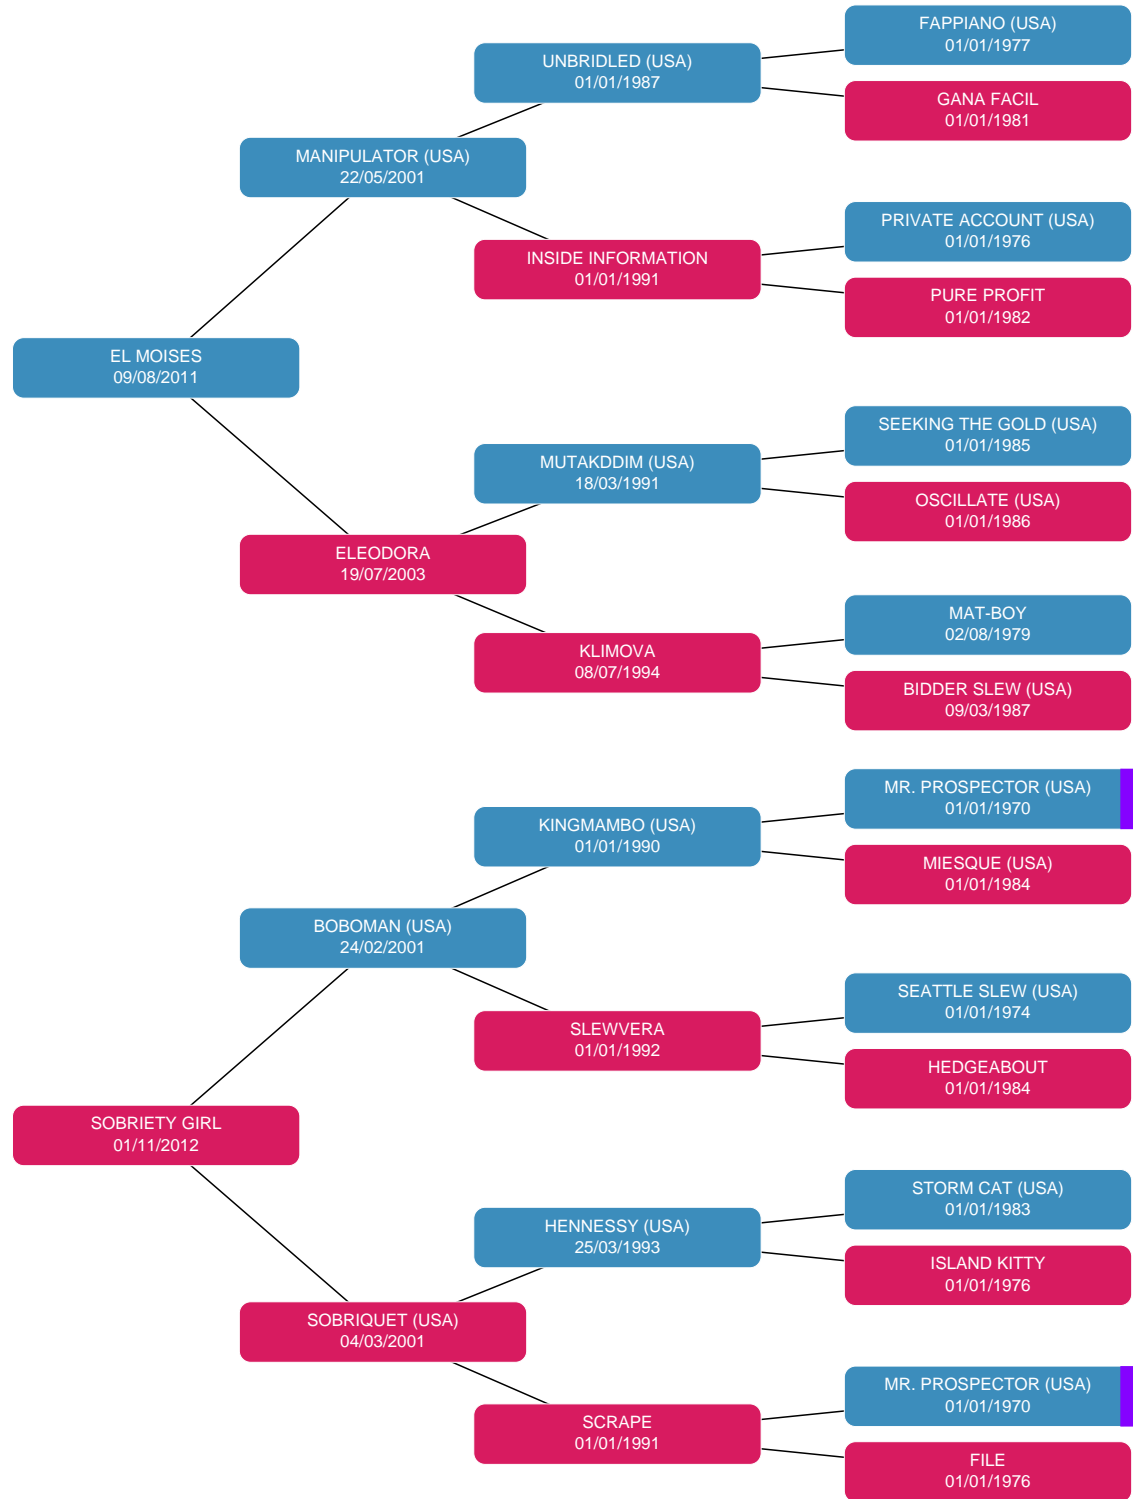 FAPPIANO (USA)
01/01/1977
UNBRIDLED (USA)
01/01/1987
GANA FACIL
01/01/1981
MANIPULATOR (USA)
22/05/2001
PRIVATE ACCOUNT (USA)
01/01/1976
INSIDE INFORMATION
01/01/1991
PURE PROFIT
01/01/1982
EL MOISES
09/08/2011
SEEKING THE GOLD (USA)
01/01/1985
MUTAKDDIM (USA)
18/03/1991
OSCILLATE (USA)
01/01/1986
ELEODORA
19/07/2003
MAT-BOY
02/08/1979
KLIMOVA
08/07/1994
BIDDER SLEW (USA)
09/03/1987
MR. PROSPECTOR (USA)
01/01/1970
KINGMAMBO (USA)
01/01/1990
MIESQUE (USA)
01/01/1984
BOBOMAN (USA)
24/02/2001
SEATTLE SLEW (USA)
01/01/1974
SLEWVERA
01/01/1992
HEDGEABOUT
01/01/1984
SOBRIETY GIRL
01/11/2012
STORM CAT (USA)
01/01/1983
HENNESSY (USA)
25/03/1993
ISLAND KITTY
01/01/1976
SOBRIQUET (USA)
04/03/2001
MR. PROSPECTOR (USA)
01/01/1970
SCRAPE
01/01/1991
FILE
01/01/1976